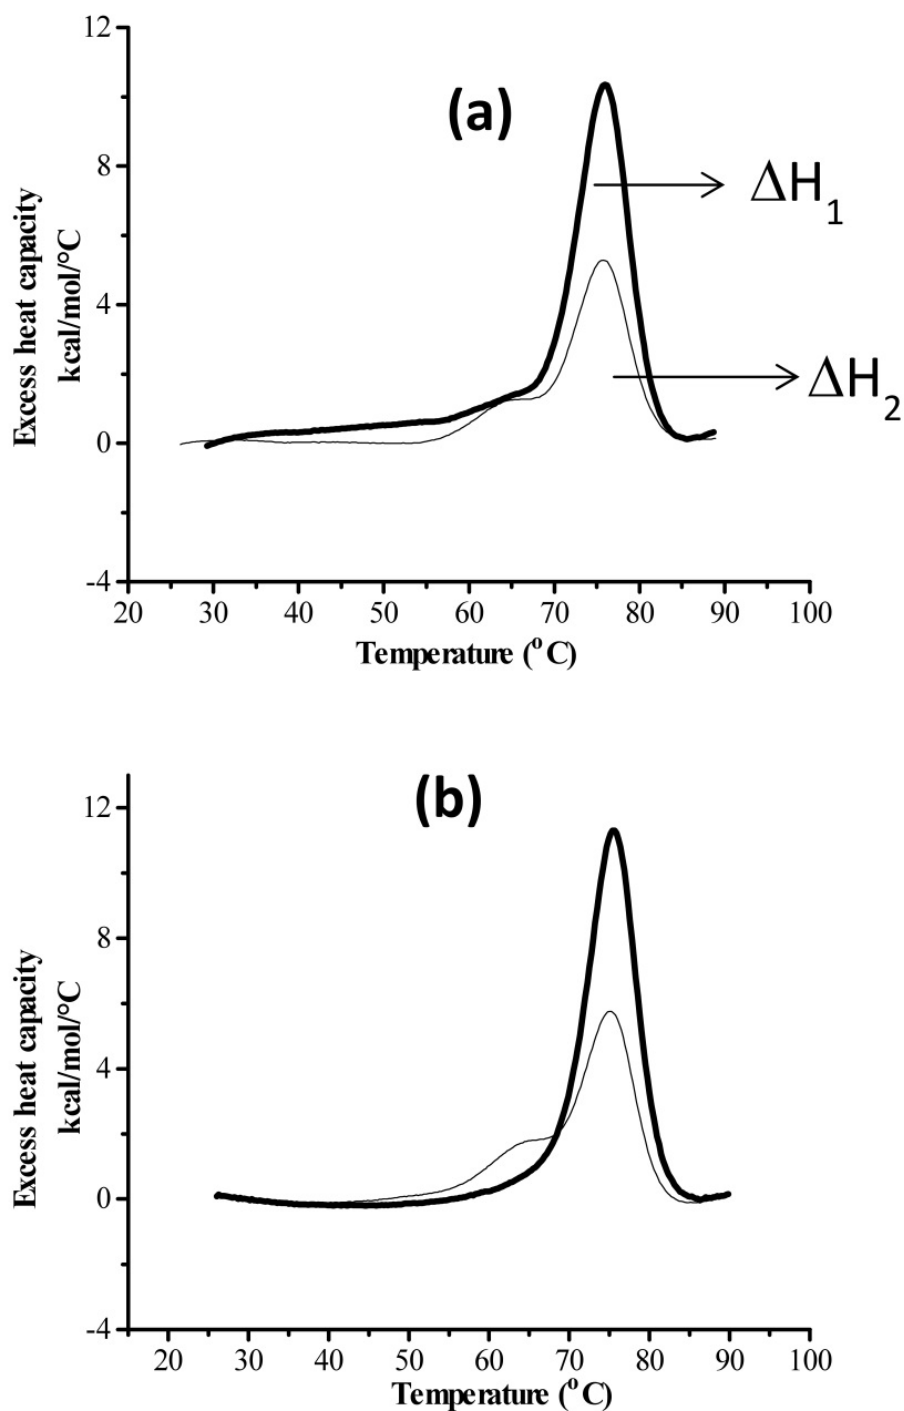 12
(a)
8
ΔH1
4
ΔH2
0
-4
20 30 40 50 60 70 80 90 100
Temperature (°C)
Excess heat capacity
kcal/mol/°C
(b)
12
8
4
0
-4
20 30 40 50 60 70 80 90 100
Temperature (°C)
Excess heat capacity
kcal/mol/°C